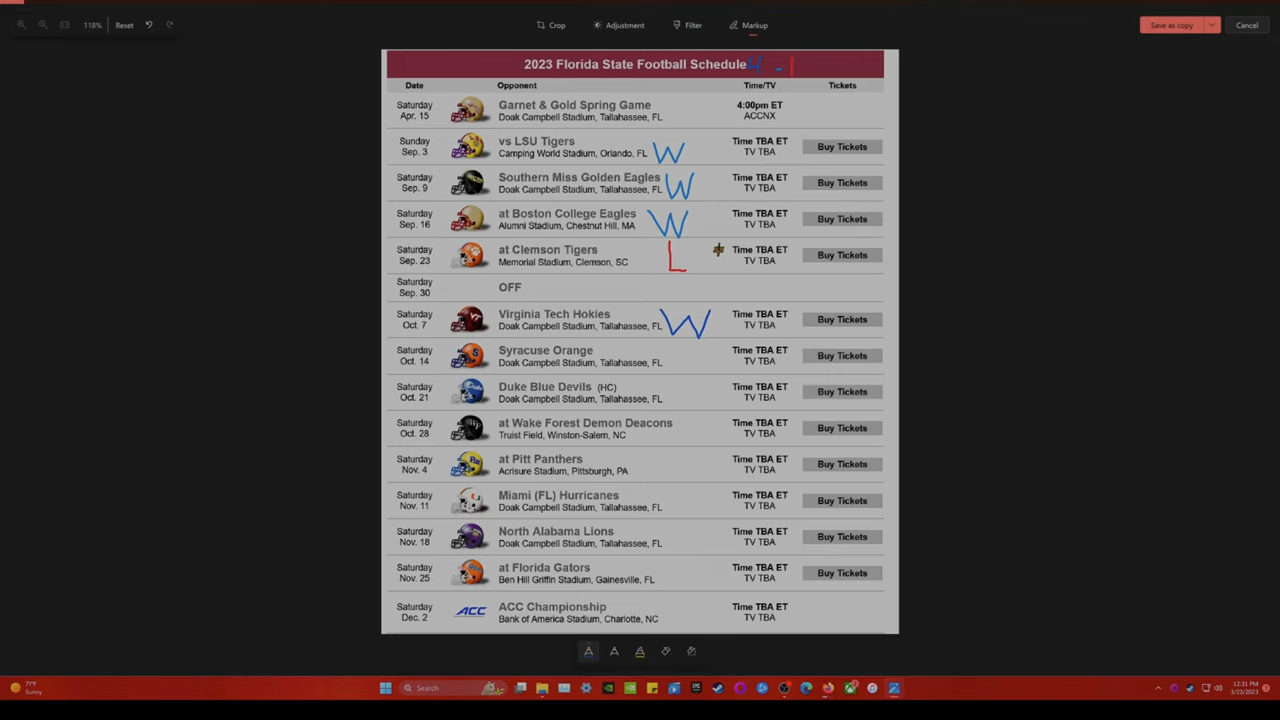 118% Reset Crop Adjustment Filter Markup Save as copy Cancel
2023 Florida State Football Schedule 4 - 1
Date Opponent Time/TV Tickets
Saturday Garnet & Gold Spring Game 4:00pm ET
Apr. 15 Doak Campbell Stadium, Tallahassee, FL ACCNX
Sunday vs LSU Tigers Time TBA ET
Sep. 3 Camping World Stadium, Orlando, FL W TV TBA Buy Tickets
Saturday Southern Miss Golden Eagles Time TBA ET
Sep. 9 Doak Campbell Stadium, Tallahassee, FL W TV TBA Buy Tickets
Saturday at Boston College Eagles Time TBA ET
Sep. 16 Alumni Stadium, Chestnut Hill, MA W TV TBA Buy Tickets
Saturday at Clemson Tigers Time TBA ET
Sep. 23 Memorial Stadium, Clemson, SC L TV TBA Buy Tickets
Saturday OFF
Sep. 30
Saturday Virginia Tech Hokies Time TBA ET
Oct. 7 Doak Campbell Stadium, Tallahassee, FL W TV TBA Buy Tickets
Saturday Syracuse Orange Time TBA ET
Oct. 14 Doak Campbell Stadium, Tallahassee, FL TV TBA Buy Tickets
Saturday Duke Blue Devils (HC) Time TBA ET
Oct. 21 Doak Campbell Stadium, Tallahassee, FL TV TBA Buy Tickets
Saturday at Wake Forest Demon Deacons Time TBA ET
Oct. 28 Truist Field, Winston-Salem, NC TV TBA Buy Tickets
Saturday at Pitt Panthers Time TBA ET
Nov. 4 Acrisure Stadium, Pittsburgh, PA TV TBA Buy Tickets
Saturday Miami (FL) Hurricanes Time TBA ET
Nov. 11 Doak Campbell Stadium, Tallahassee, FL TV TBA Buy Tickets
Saturday North Alabama Lions Time TBA ET
Nov. 18 Doak Campbell Stadium, Tallahassee, FL TV TBA Buy Tickets
Saturday at Florida Gators Time TBA ET
Nov. 25 Ben Hill Griffin Stadium, Gainesville, FL TV TBA Buy Tickets
Saturday ACC ACC Championship Time TBA ET
Dec. 2 Bank of America Stadium, Charlotte, NC TV TBA
71°F Search 12:31 PM
Sunny 3/23/2023